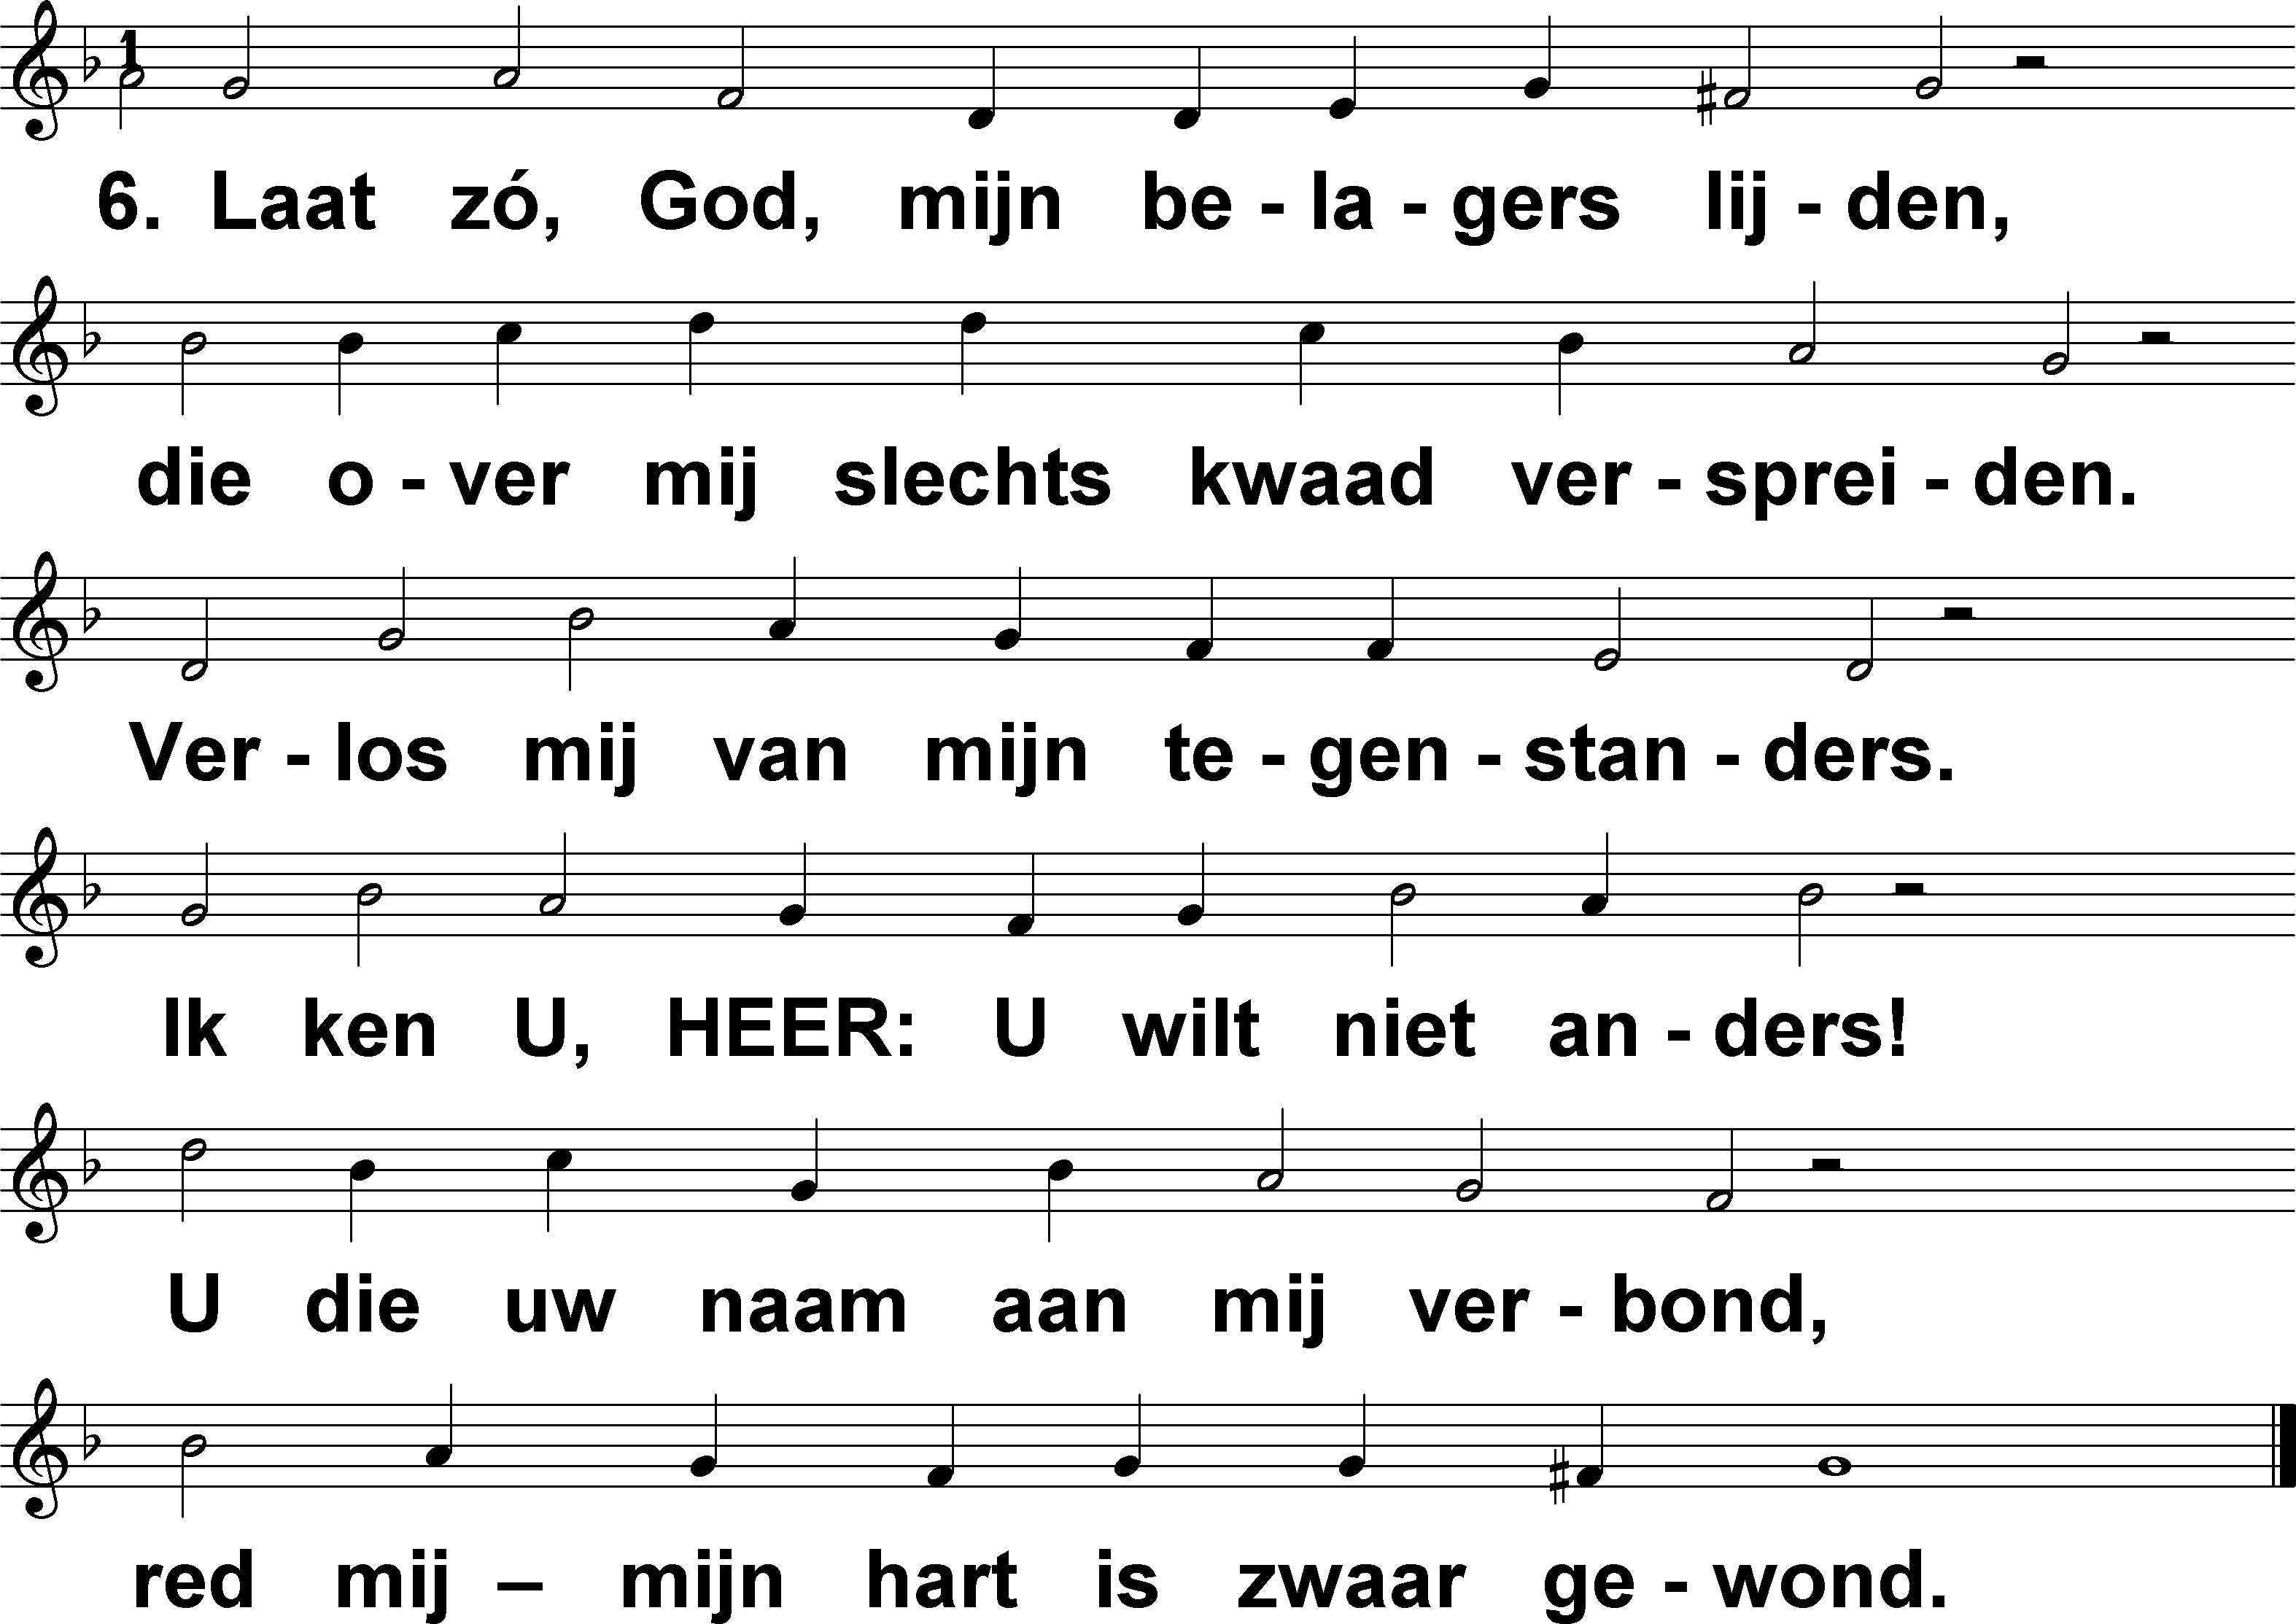 6. Laat zó, God, mijn be - la - gers lij - den,
die o - ver mij slechts kwaad ver - sprei - den.
Ver - los mij van mijn te - gen - stan - ders.
Ik ken U, HEER: U wilt niet an - ders!
U die uw naam aan mij ver - bond,
red mij – mijn hart is zwaar ge - wond.